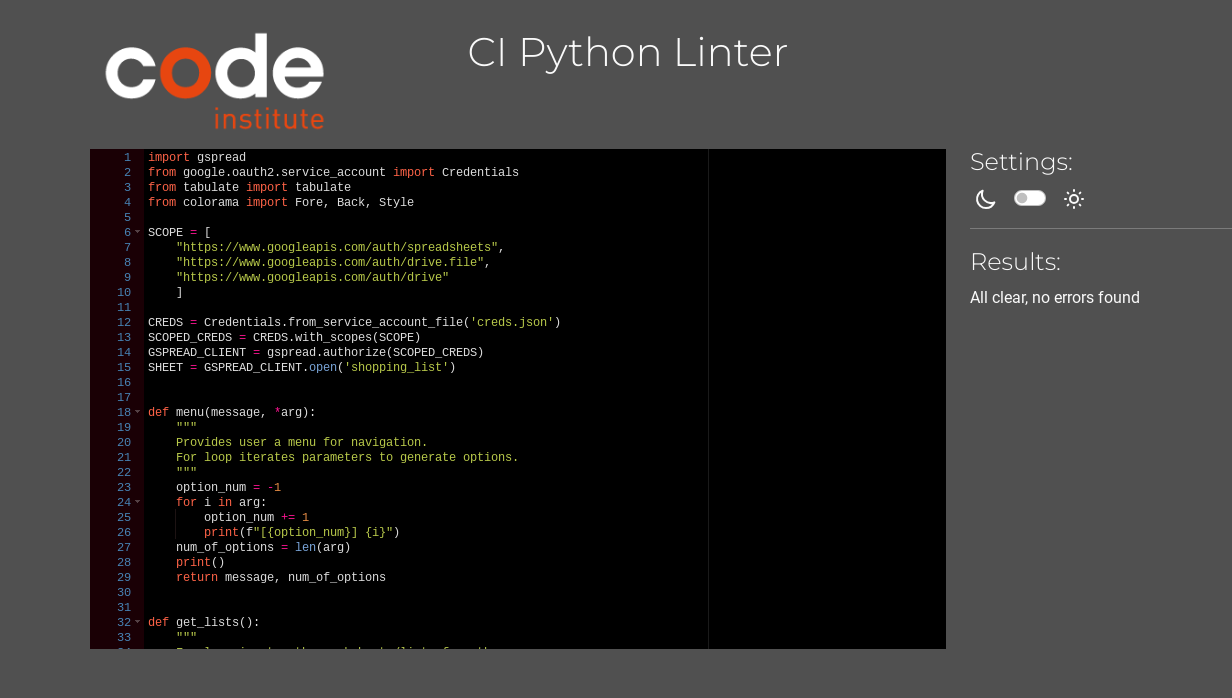 code
institute
CI Python Linter
1 import gspread
2 from google.oauth2.service_account import Credentials
3 from tabulate import tabulate
4 from colorama import Fore, Back, Style
5
6 SCOPE = [
7     "https://www.googleapis.com/auth/spreadsheets",
8     "https://www.googleapis.com/auth/drive.file",
9     "https://www.googleapis.com/auth/drive"
10     ]
11
12 CREDS = Credentials.from_service_account_file('creds.json')
13 SCOPED_CREDS = CREDS.with_scopes(SCOPE)
14 GSPREAD_CLIENT = gspread.authorize(SCOPED_CREDS)
15 SHEET = GSPREAD_CLIENT.open('shopping_list')
16
17
18 def menu(message, *arg):
19     """
20     Provides user a menu for navigation.
21     For loop iterates parameters to generate options.
22     """
23     option_num = -1
24     for i in arg:
25         option_num += 1
26         print(f"[{option_num}] {i}")
27     num_of_options = len(arg)
28     print()
29     return message, num_of_options
30
31
32 def get_lists():
33     """
Settings:
Results:
All clear, no errors found